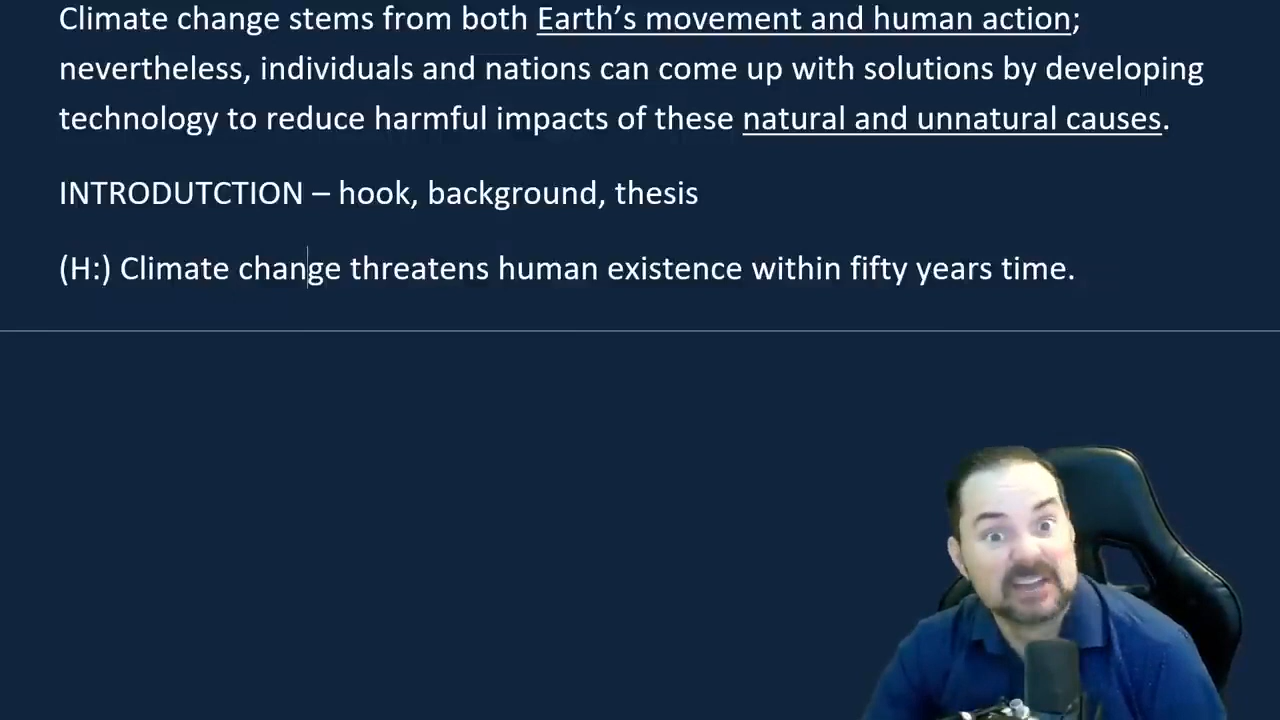 Climate change stems from both Earth’s movement and human action;
nevertheless, individuals and nations can come up with solutions by developing
technology to reduce harmful impacts of these natural and unnatural causes.
INTRODUTCTION – hook, background, thesis
(H:) Climate change threatens human existence within fifty years time.